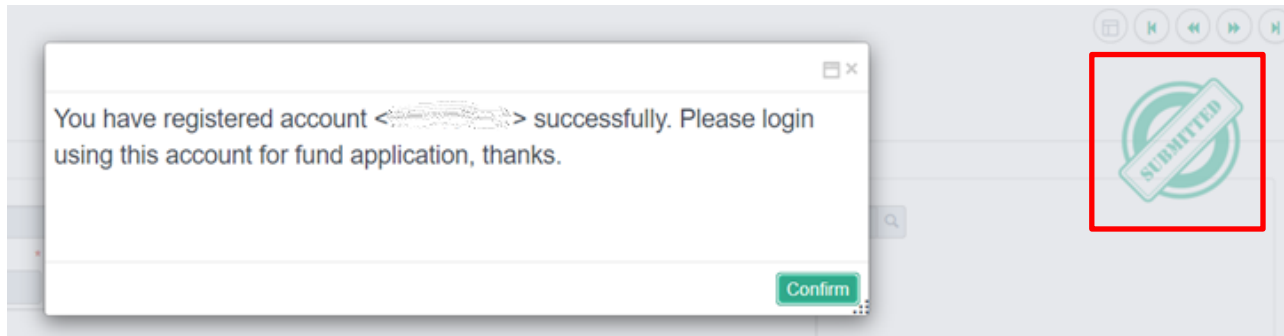 You have registered account < > successfully. Please login
using this account for fund application, thanks.
SUBMITTED
Confirm